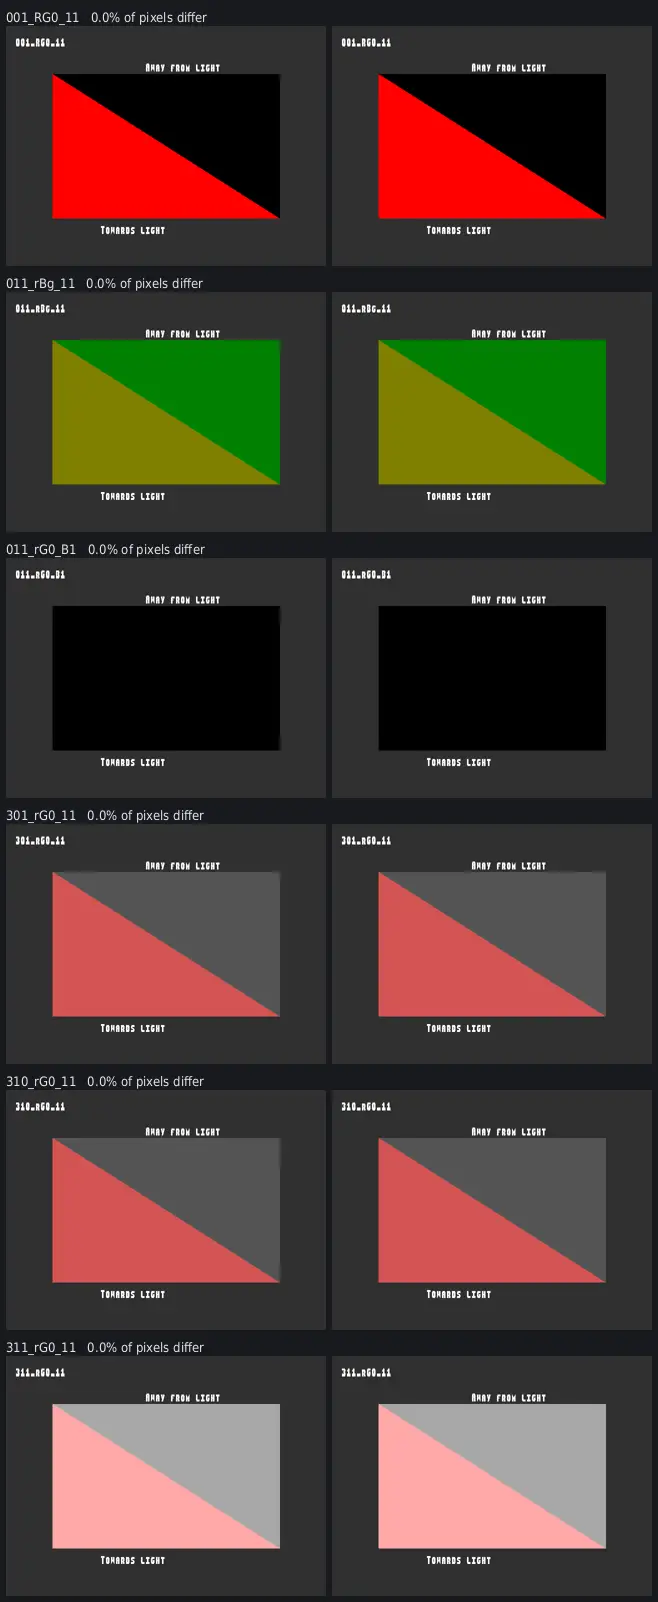 001_RG0_11 0.0% of pixels differ
001_RG0_11 001_RG0_11
Away from light Away from light
Towards light Towards light
011_rBg_11 0.0% of pixels differ
011_rBg_11 011_rBg_11
Away from light Away from light
Towards light Towards light
011_rG0_B1 0.0% of pixels differ
011_rG0_B1 011_rG0_B1
Away from light Away from light
Towards light Towards light
301_rG0_11 0.0% of pixels differ
301_rG0_11 301_rG0_11
Away from light Away from light
Towards light Towards light
310_rG0_11 0.0% of pixels differ
310_rG0_11 310_rG0_11
Away from light Away from light
Towards light Towards light
311_rG0_11 0.0% of pixels differ
311_rG0_11 311_rG0_11
Away from light Away from light
Towards light Towards light